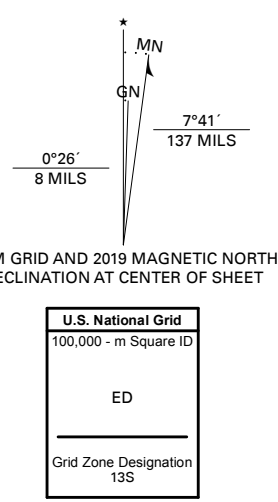 ★
MN
GN
7°41´
137 MILS
0°26´
8 MILS
M GRID AND 2019 MAGNETIC NORTH
ECLINATION AT CENTER OF SHEET
U.S. National Grid
100,000 - m Square ID
ED
Grid Zone Designation
13S